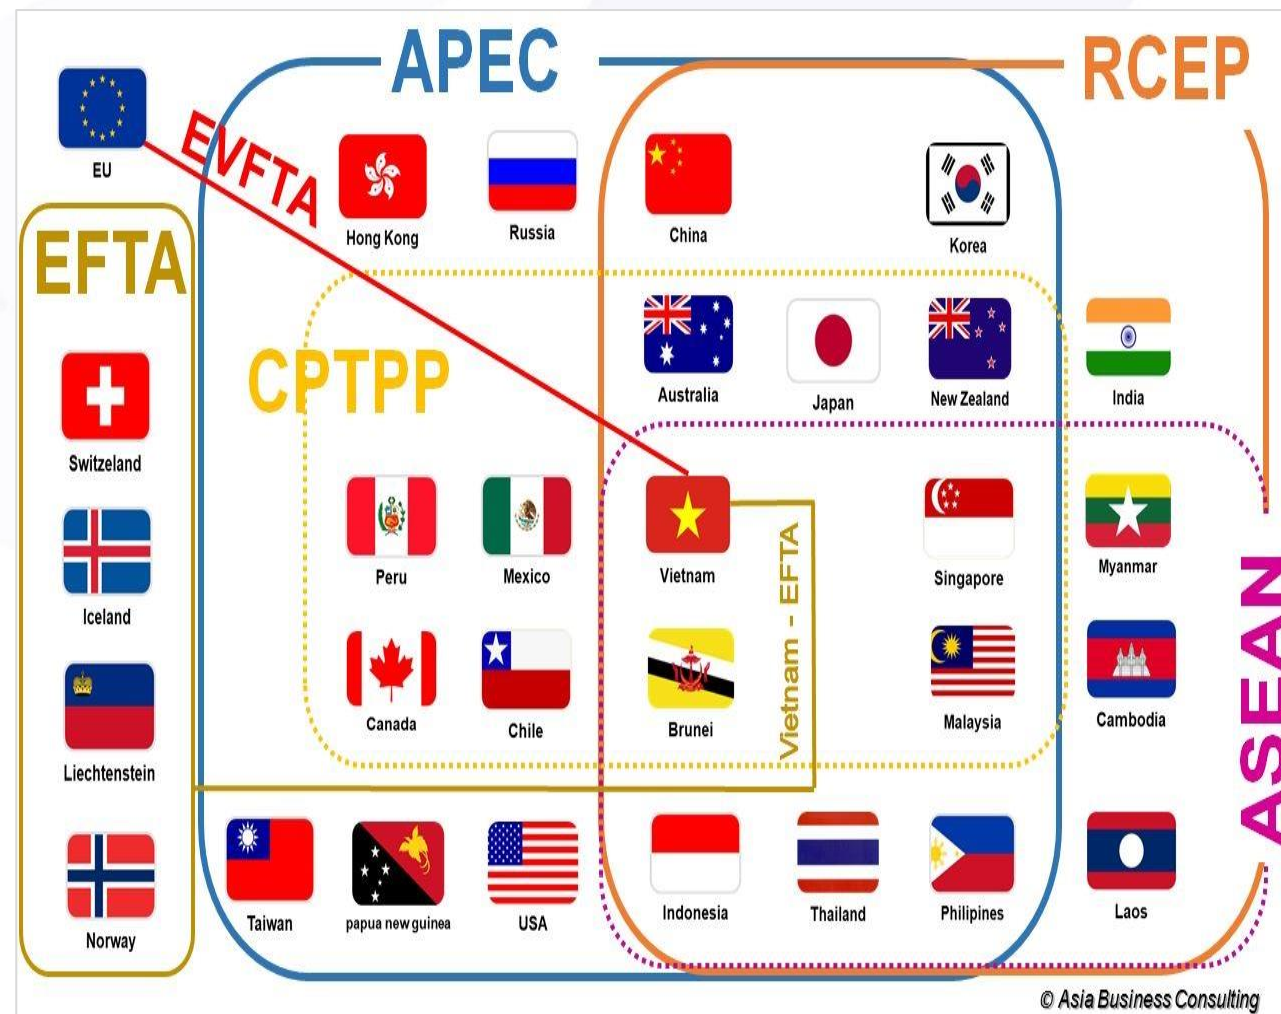 APEC
RCEP
EU
EVFTA
Hong Kong
Russia
China
Korea
EFTA
CPTPP
Australia
Japan
New Zealand
India
Switzeland
Peru
Mexico
Vietnam
Vietnam - EFTA
Singapore
Myanmar
Iceland
Canada
Chile
Brunei
Malaysia
Cambodia
ASEAN
Liechtenstein
Taiwan
papua new guinea
USA
Indonesia
Thailand
Philipines
Laos
Norway
© Asia Business Consulting